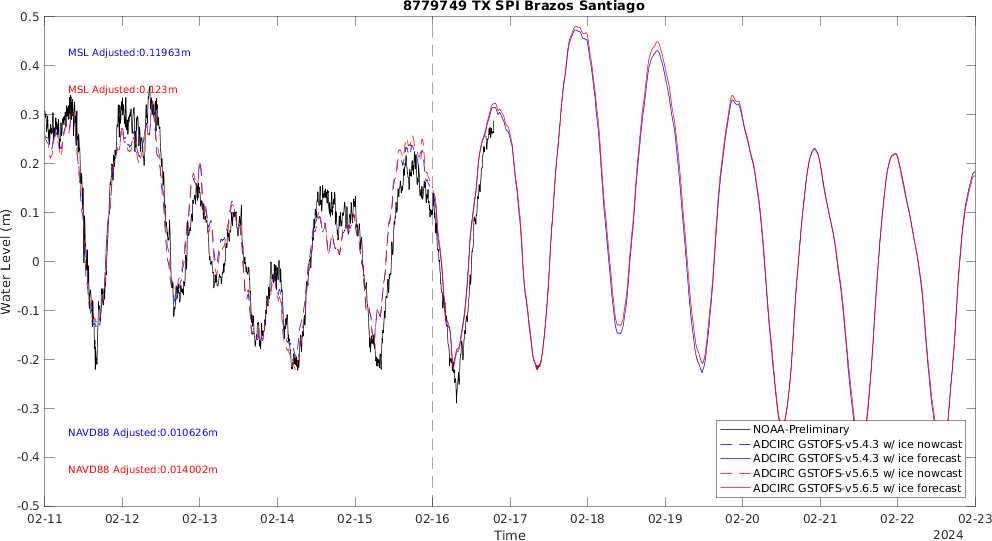 8779749 TX SPI Brazos Santiago
MSL Adjusted:0.11963m
MSL Adjusted:0.123m
NAVD88 Adjusted:0.010626m
NAVD88 Adjusted:0.014002m
Water Level (m)
0.5
0.4
0.3
0.2
0.1
0
-0.1
-0.2
-0.3
-0.4
-0.5
NOAA-Preliminary
ADCIRC GSTOFS-v5.4.3 w/ ice nowcast
ADCIRC GSTOFS-v5.4.3 w/ ice forecast
ADCIRC GSTOFS-v5.6.5 w/ ice nowcast
ADCIRC GSTOFS-v5.6.5 w/ ice forecast
02-11 02-12 02-13 02-14 02-15 02-16 02-17 02-18 02-19 02-20 02-21 02-22 02-23
Time
2024